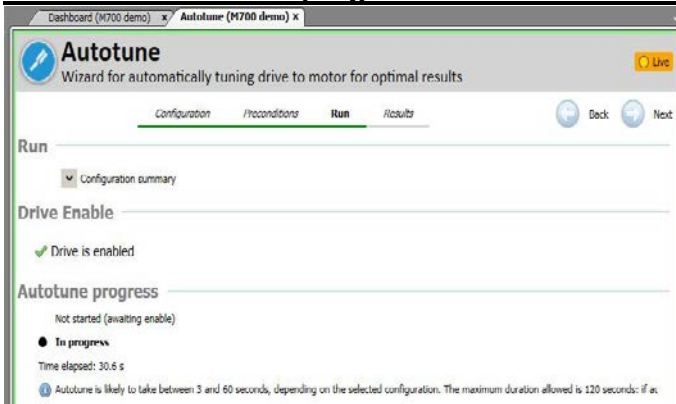 Dashboard (M700 demo) x Autotune (M700 demo) x
Autotune
Wizard for automatically tuning drive to motor for optimal results
Live
Configuration Preconditions Run Results Back Next
Run
Configuration summary
Drive Enable
Drive is enabled
Autotune progress
Not started (awaiting enable)
In progress
Time elapsed: 30.6 s
Autotune is likely to take between 3 and 60 seconds, depending on the selected configuration. The maximum duration allowed is 120 seconds: if